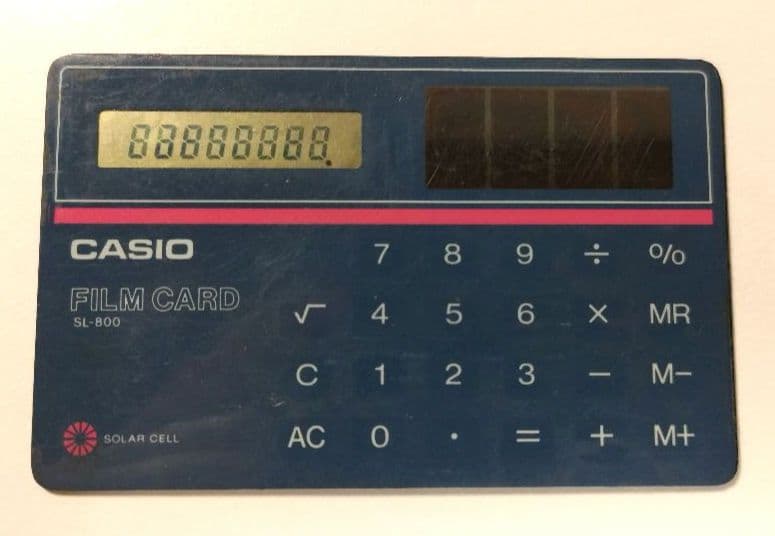 88888888.
CASIO
7 8 9 ÷ %
FILM CARD
SL-800
√ 4 5 6 × MR
C 1 2 3 − M−
SOLAR CELL
AC 0 · = + M+